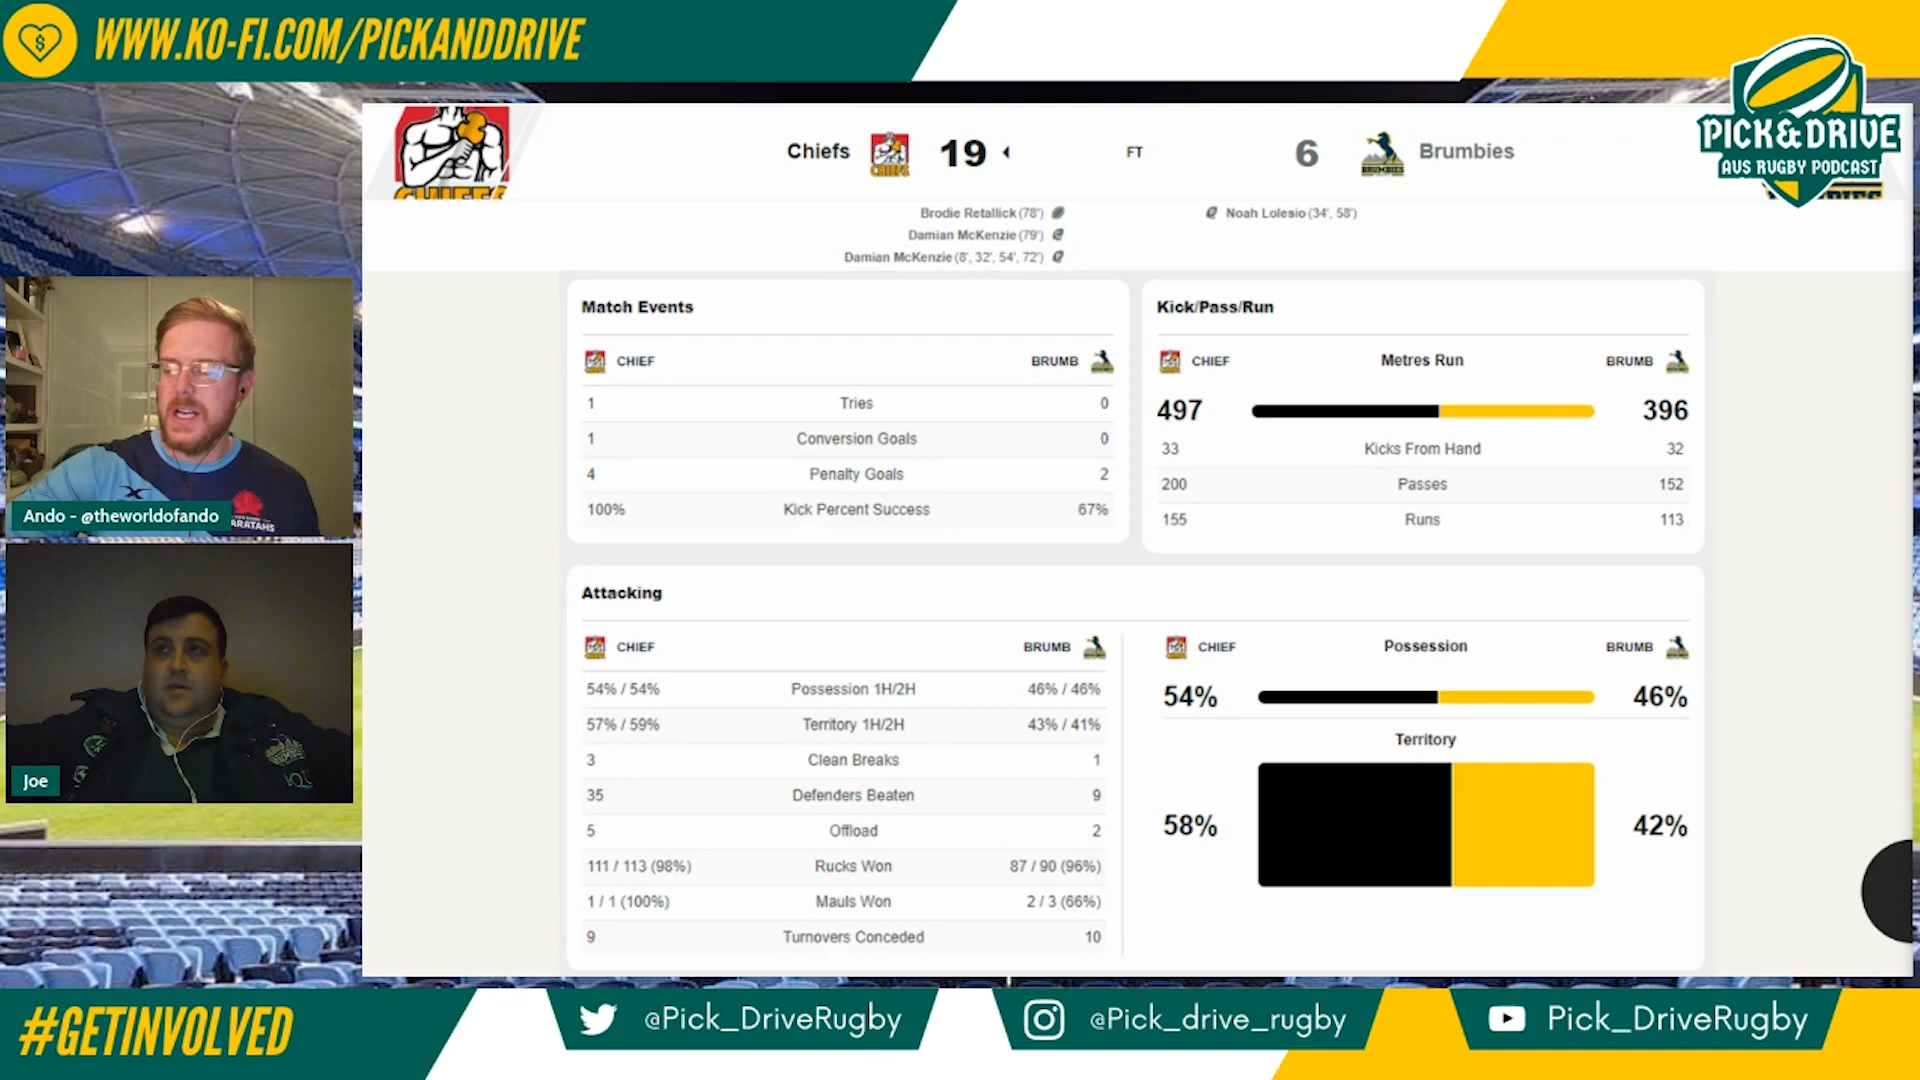 WWW.KO-FI.COM/PICKANDDRIVE
PICK&DRIVE
AUS RUGBY PODCAST
Chiefs
CHIEFS
19
FT
6
BRUMBIES
Brumbies
Brodie Retallick (78')
Damian McKenzie (79')
Damian McKenzie (8', 32', 54', 72')
Noah Lolesio (34', 58')
Match Events
CHIEF BRUMB
1 Tries 0
1 Conversion Goals 0
4 Penalty Goals 2
100% Kick Percent Success 67%
Kick/Pass/Run
CHIEF Metres Run BRUMB
497 396
33 Kicks From Hand 32
200 Passes 152
155 Runs 113
Attacking
CHIEF BRUMB
54% / 54% Possession 1H/2H 46% / 46%
57% / 59% Territory 1H/2H 43% / 41%
3 Clean Breaks 1
35 Defenders Beaten 9
5 Offload 2
111 / 113 (98%) Rucks Won 87 / 90 (96%)
1 / 1 (100%) Mauls Won 2 / 3 (66%)
9 Turnovers Conceded 10
CHIEF Possession BRUMB
54% 46%
Territory
58% 42%
Ando - @theworldofando
ARATAHS
Joe
#GETINVOLVED
@Pick_DriveRugby
@Pick_drive_rugby
Pick_DriveRugby